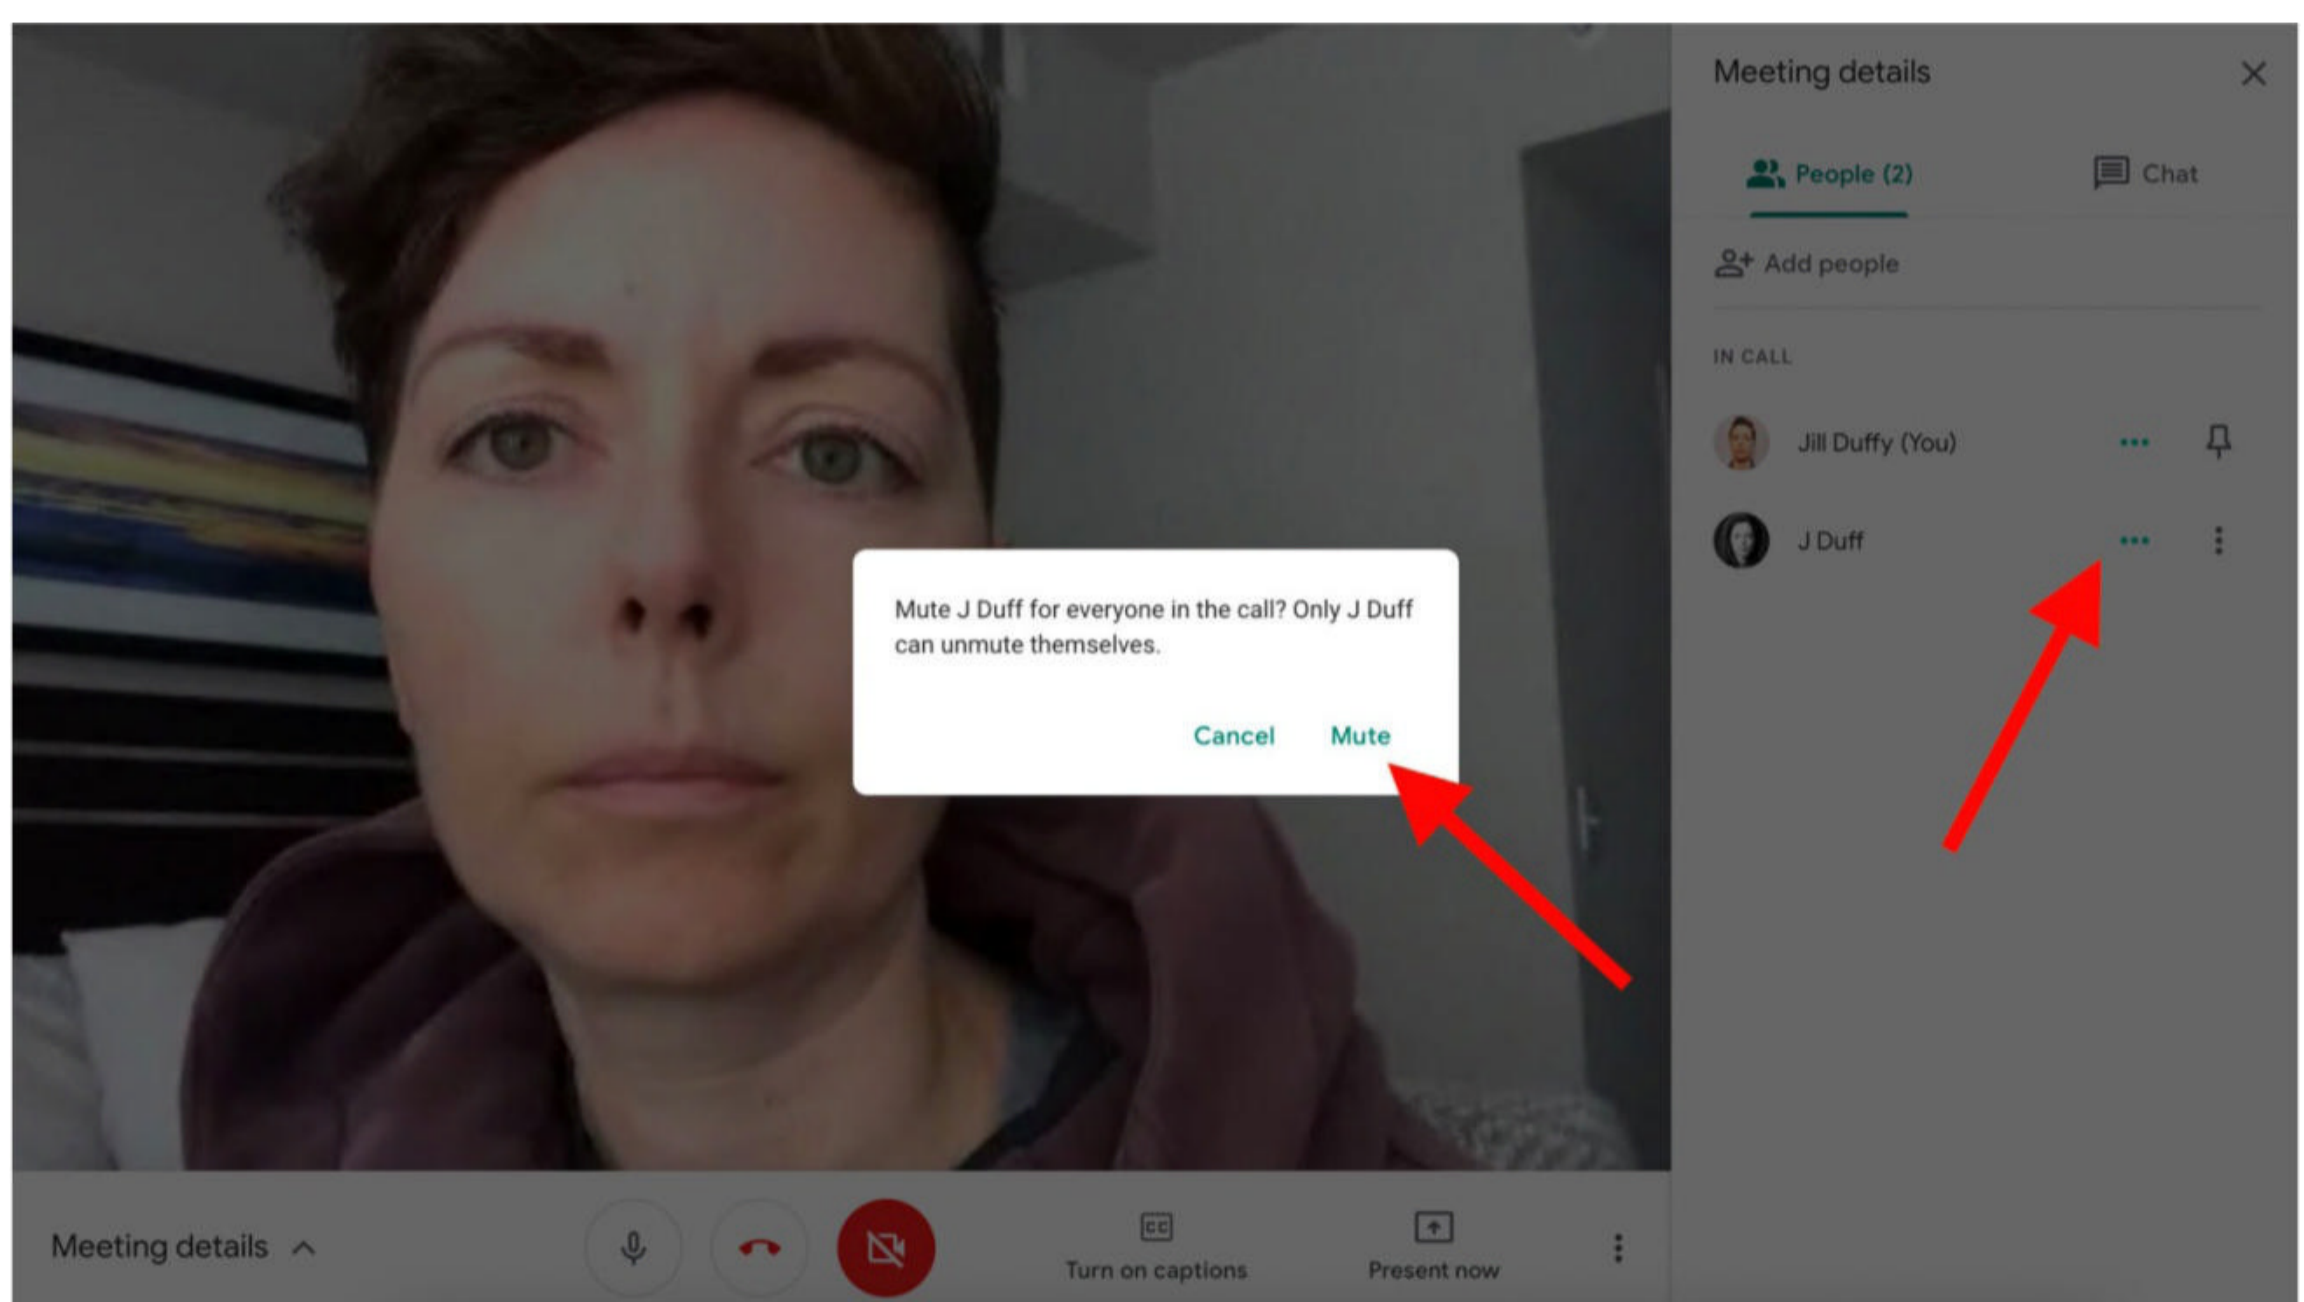 Meeting details
People (2)
Chat
Add people
IN CALL
Jill Duffy (You)
J Duff
Mute J Duff for everyone in the call? Only J Duff
can unmute themselves.
Cancel Mute
Meeting details
CC
Turn on captions
Present now